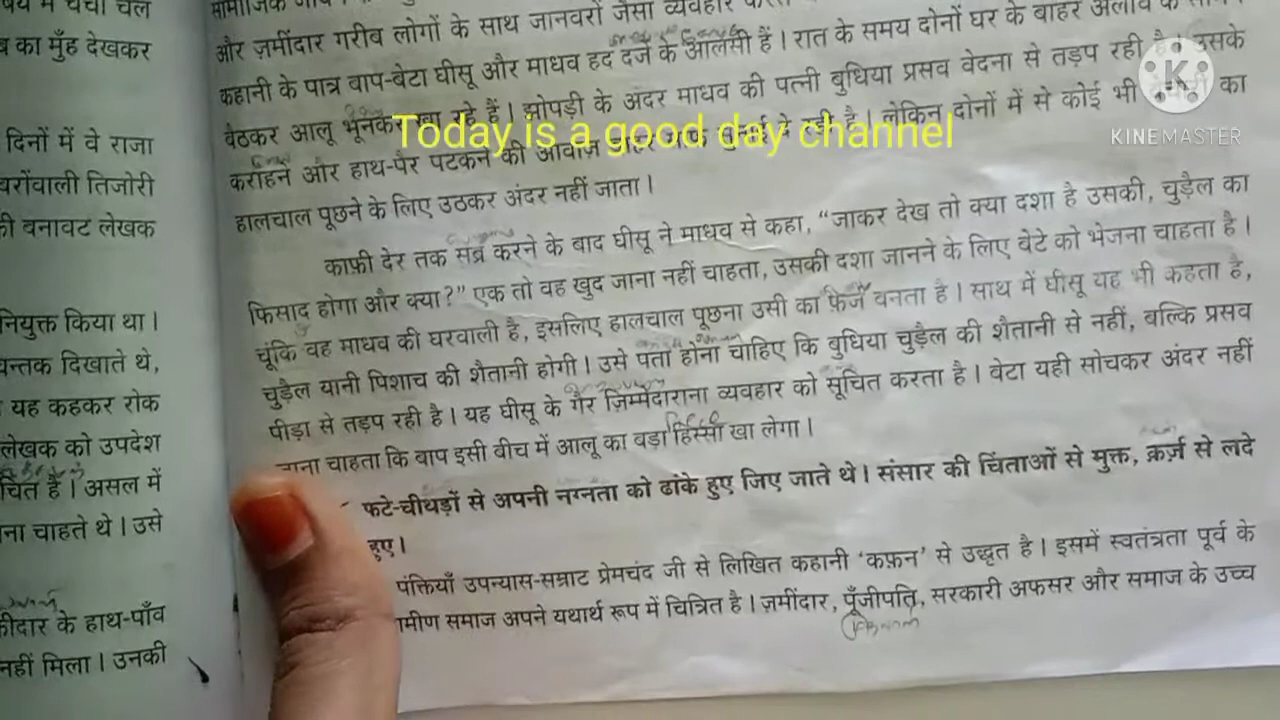 चर्चा चल
का मुँह देखकर
दिनों में वे राजा
तिजोरी
बनावट लेखक
नियुक्त किया था।
दिखाते थे,
यह कहकर रोक
लेखक को उपदेश
है। असल में
चाहते थे। उसे
के हाथ-पाँव
नहीं मिला। उनकी
सामाजिक
और ज़मींदार गरीब लोगों के साथ जानवरों जैसा व्यवहार
कहानी के पात्र बाप-बेटा घीसू और माधव हद दर्जे के आलसी हैं। रात के समय दोनों घर के बाहर अलाव के
बैठकर आलू भूनकर खा रहे हैं। झोपड़ी के अंदर माधव की पत्नी बुधिया प्रसव वेदना से तड़प रही है। उसके
कराहने और हाथ-पैर पटकने की आवाज़ है। लेकिन दोनों में से कोई भी का
हालचाल पूछने के लिए उठकर अंदर नहीं जाता।
काफ़ी देर तक सब्र करने के बाद घीसू ने माधव से कहा, “जाकर देख तो क्या दशा है उसकी, चुड़ैल का
फिसाद होगा और क्या?” एक तो वह खुद जाना नहीं चाहता, उसकी दशा जानने के लिए बेटे को भेजना चाहता है।
चूंकि वह माधव की घरवाली है, इसलिए हालचाल पूछना उसी का फ़र्ज बनता है। साथ में घीसू यह भी कहता है,
चुड़ैल यानी पिशाच की शैतानी होगी। उसे पता होना चाहिए कि बुधिया चुड़ैल की शैतानी से नहीं, बल्कि प्रसव
पीड़ा से तड़प रही है। यह घीसू के गैर ज़िम्मेदाराना व्यवहार को सूचित करता है। बेटा यही सोचकर अंदर नहीं
जाना चाहता कि बाप इसी बीच में आलू का बड़ा हिस्सा खा लेगा।
फटे-चीथड़ों से अपनी नग्नता को ढांके हुए जिए जाते थे। संसार की चिंताओं से मुक्त, क़र्ज़ से लदे
हुए।
पंक्तियाँ उपन्यास-सम्राट प्रेमचंद जी से लिखित कहानी ‘कफ़न’ से उद्धृत है। इसमें स्वतंत्रता पूर्व के
समाज अपने यथार्थ रूप में चित्रित है। ज़मींदार, पूँजीपति, सरकारी अफसर और समाज के उच्च
Today is a good day channel
K
KINEMASTER